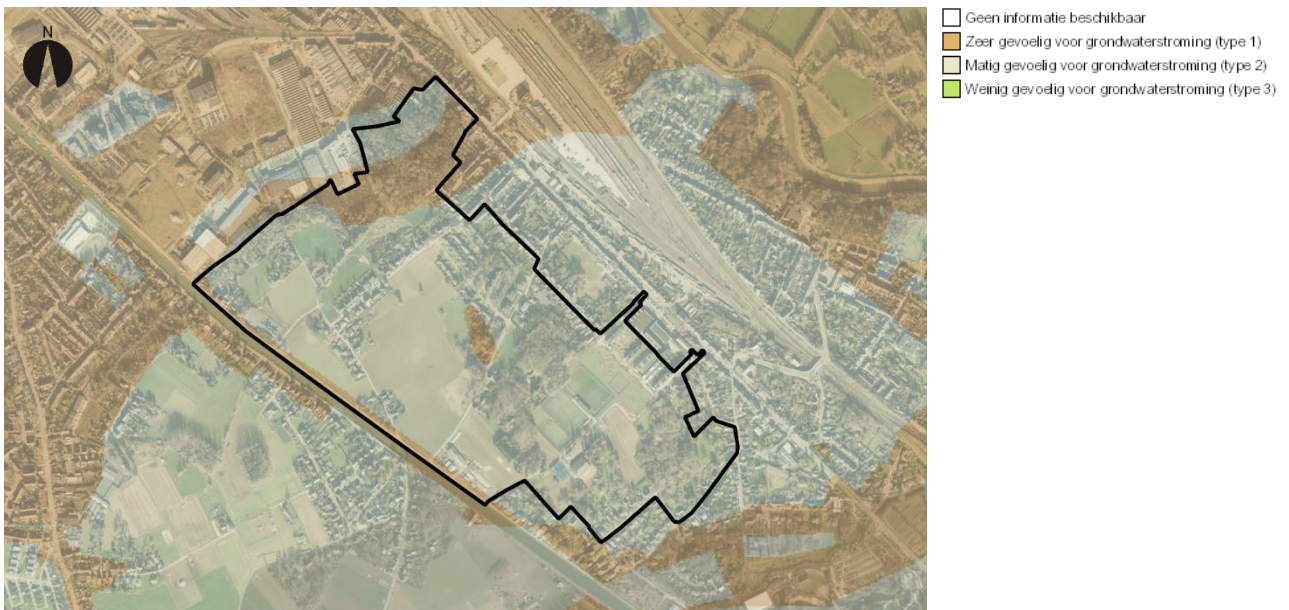 N
Geen informatie beschikbaar
Zeer gevoelig voor grondwaterstroming (type 1)
Matig gevoelig voor grondwaterstroming (type 2)
Weinig gevoelig voor grondwaterstroming (type 3)